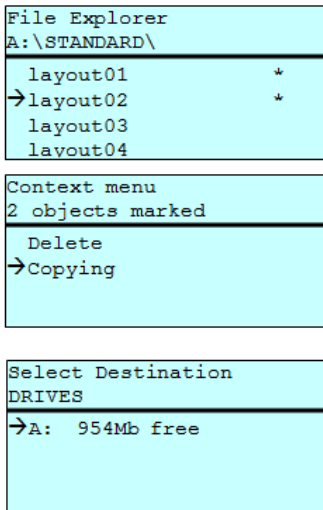 File Explorer
A:\STANDARD\
layout01 *
→layout02 *
layout03
layout04
Context menu
2 objects marked
Delete
→Copying
Select Destination
DRIVES
→A: 954Mb free